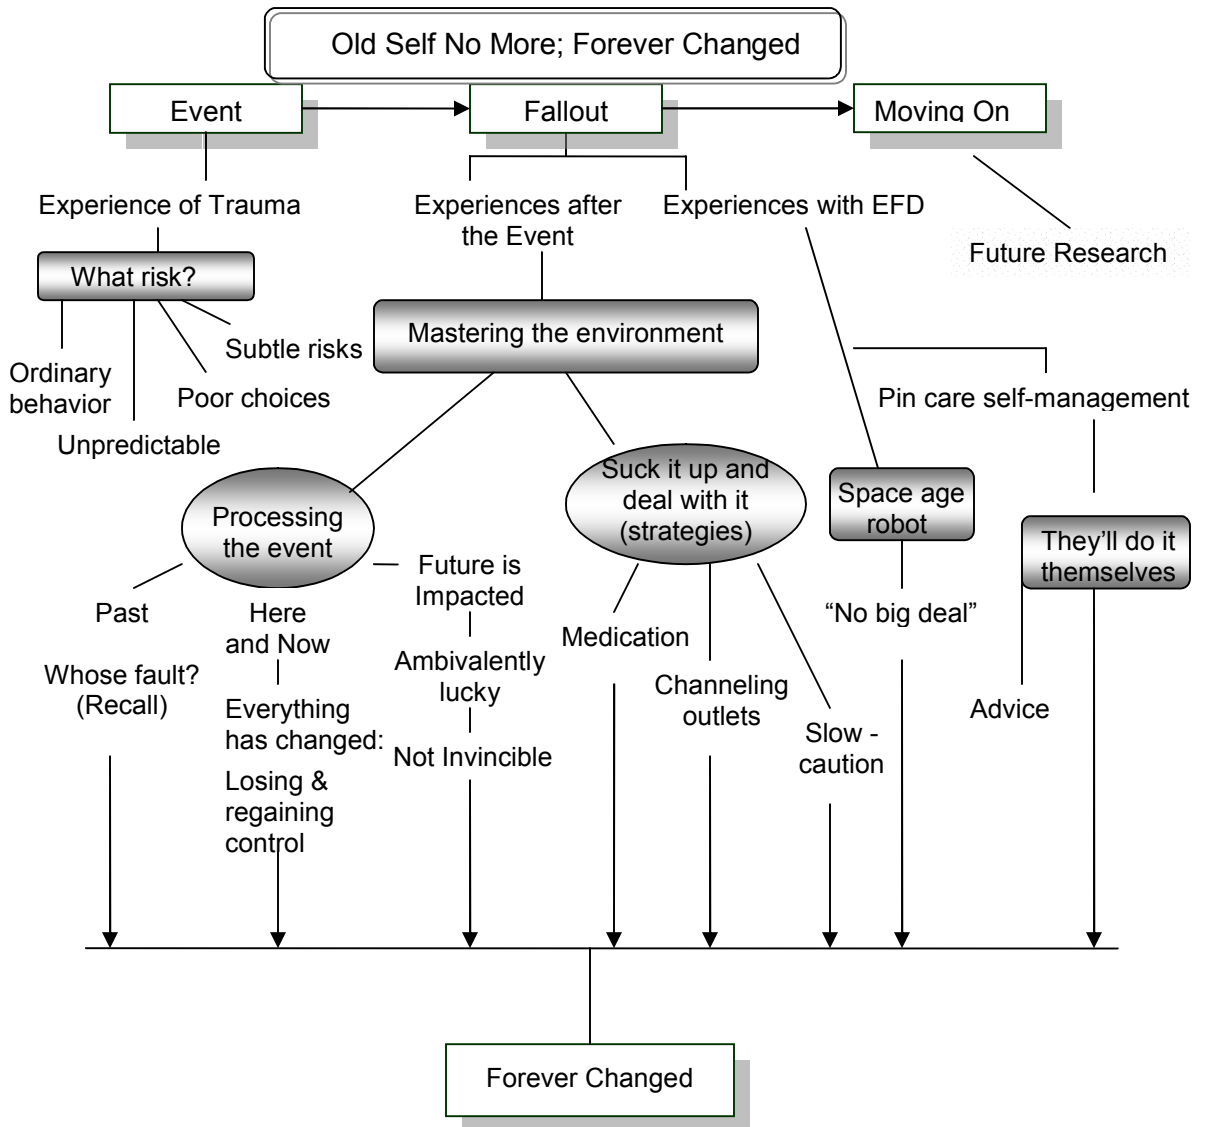 Old Self No More; Forever Changed
Event
Fallout
Moving On
Experience of Trauma
Experiences after
the Event
Experiences with EFD
Future Research
What risk?
Mastering the environment
Subtle risks
Ordinary
behavior
Poor choices
Unpredictable
Pin care self-management
Processing
the event
Suck it up and
deal with it
(strategies)
Space age
robot
They’ll do it
themselves
Past
Whose fault?
(Recall)
Here
and Now
Everything
has changed:
Losing &
regaining
control
Future is
Impacted
Ambivalently
lucky
Not Invincible
Medication
Channeling
outlets
Slow -
caution
“No big deal”
Advice
Forever Changed